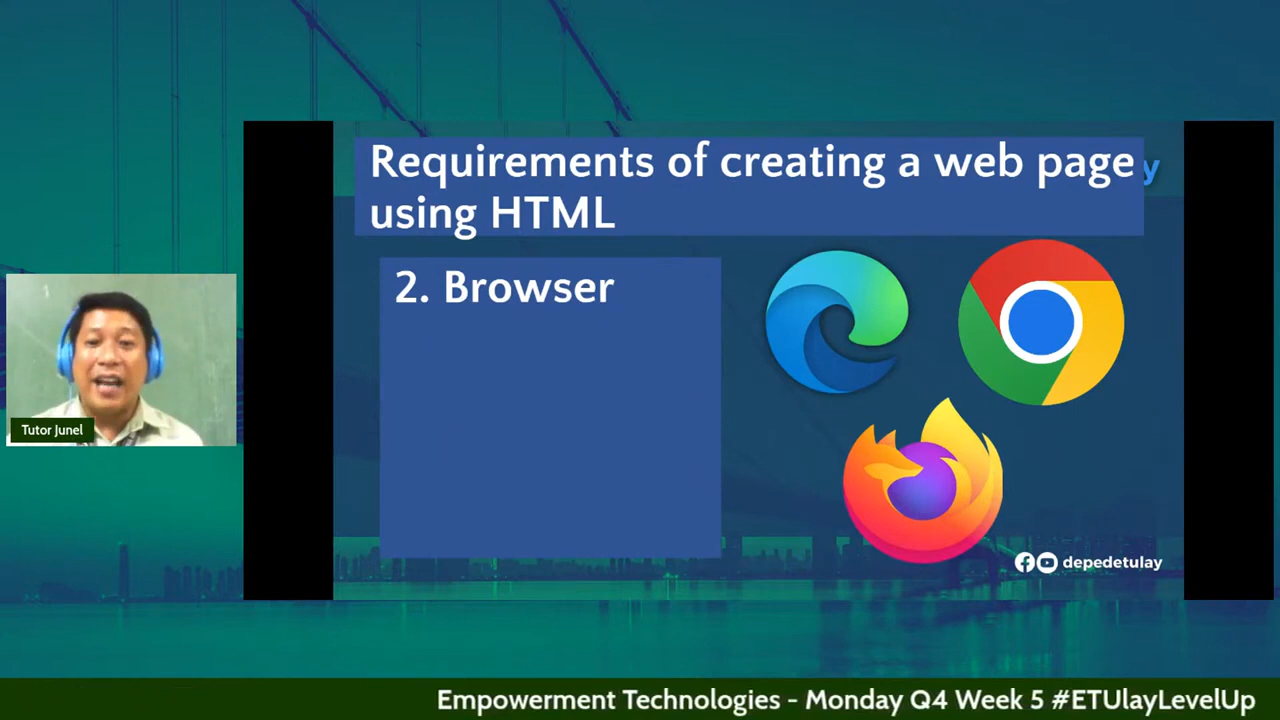 Requirements of creating a web page
y
using HTML
2. Browser
Tutor Junel
depedetulay
Empowerment Technologies - Monday Q4 Week 5 #ETUlayLevelUp